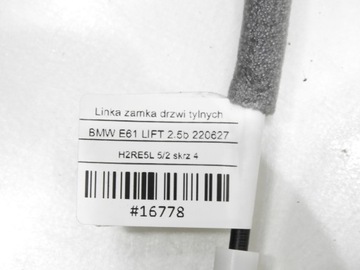 Linka zamka drzwi tylnych
BMW E61 LIFT 2.5b 220627
H2RE5L 5/2 skrz 4
#16778